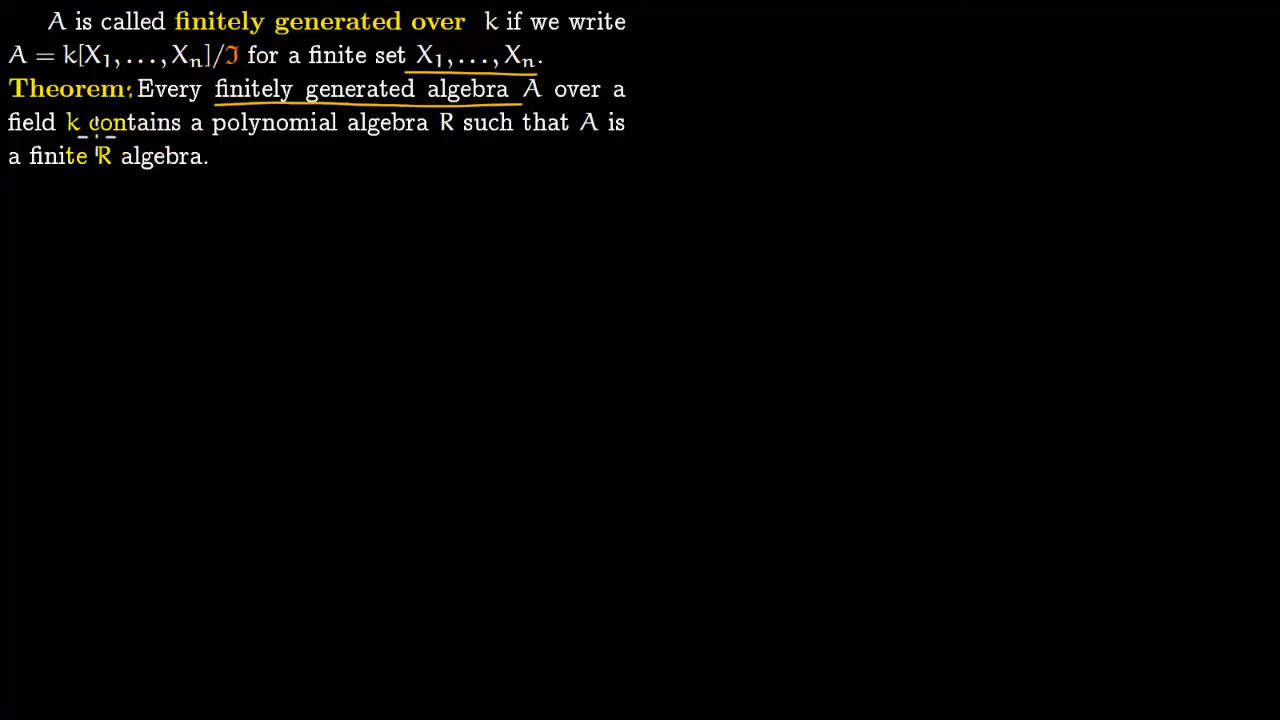 A is called finitely generated over k if we write
A = k[X₁, . . . , Xₙ]/ℑ for a finite set X₁, . . . , Xₙ.
Theorem: Every finitely generated algebra A over a
field k contains a polynomial algebra R such that A is
a finite R algebra.